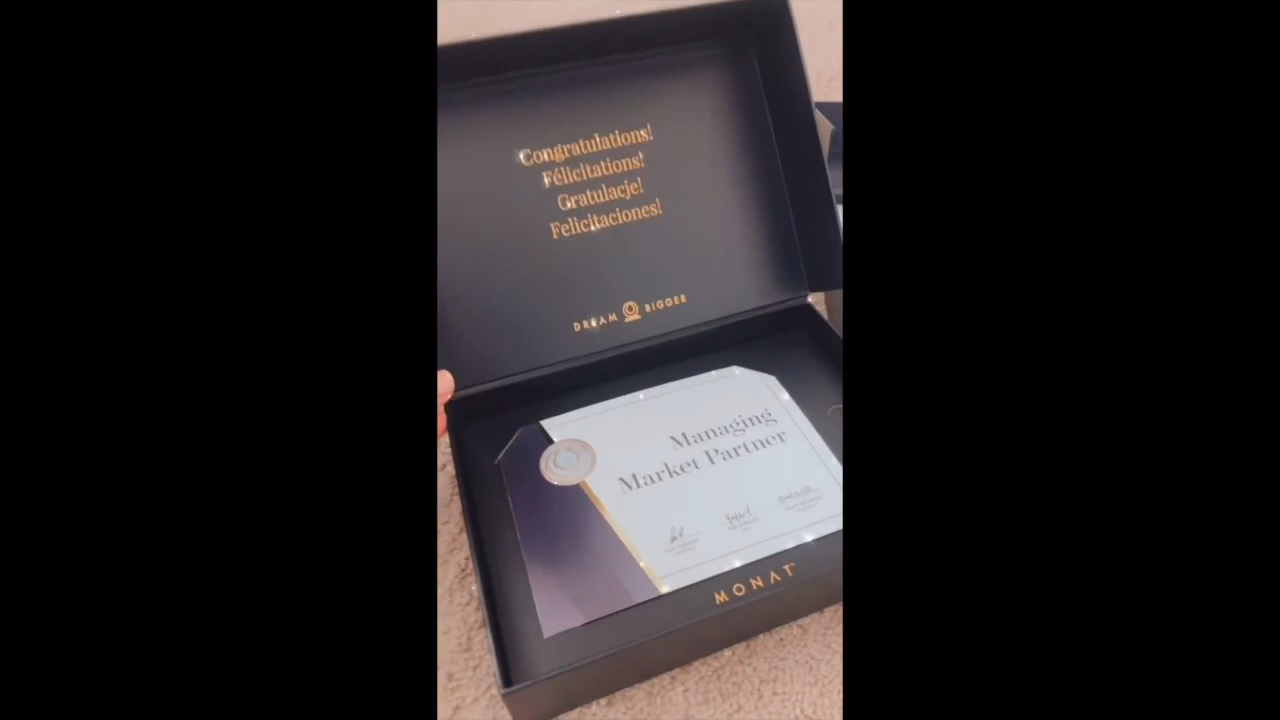 Congratulations!
Félicitations!
Gratulacje!
Felicitaciones!
DREAM BIGGER
Managing
Market Partner
MONAT